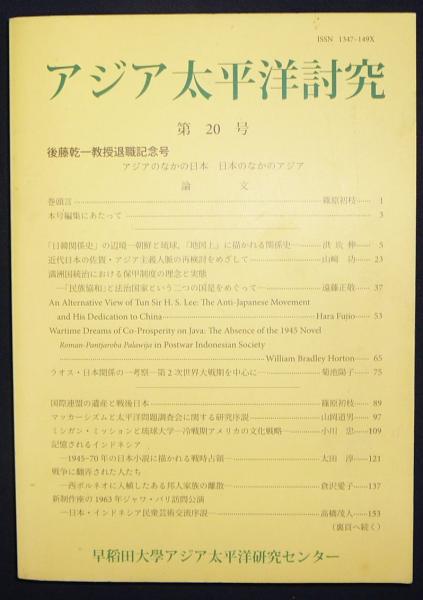 ISSN 1347-149X
アジア太平洋討究
第 20 号
後藤乾一教授退職記念号
アジアのなかの日本 日本のなかのアジア
論 文
巻頭言 篠原初枝 1
本号編集にあたって 3
「日韓関係史」の辺境―朝鮮と琉球,『地図上』に描かれる関係史― 洪 玧 伸 5
近代日本の佐賀・アジア主義人脈の再検討をめざして 山﨑 功 23
満洲国統治における保甲制度の理念と実態
―「民族協和」と法治国家という二つの国是をめぐって― 遠藤正敬 37
An Alternative View of Tun Sir H. S. Lee: The Anti-Japanese Movement
and His Dedication to China Hara Fujio 53
Wartime Dreams of Co-Prosperity on Java: The Absence of the 1945 Novel
Roman-Pantjaroba Palawija in Postwar Indonesian Society
William Bradley Horton 65
ラオス・日本関係の一考察―第2次世界大戦期を中心に― 菊池陽子 75
国際連盟の遺産と戦後日本 篠原初枝 89
マッカーシズムと太平洋問題調査会に関する研究序説 山岡道男 97
ミシガン・ミッションと琉球大学―冷戦期アメリカの文化戦略― 小川 忠 109
記憶されるインドネシア
―1945-70年の日本小説に描かれる戦時占領― 太田 淳 121
戦争に翻弄された人たち
―西ボルネオに入植したある邦人家族の離散― 倉沢愛子 137
新制作座の1963年ジャワ・バリ訪問公演
―日本・インドネシア民衆芸術交流序説― 高橋茂人 153
(裏頁へ続く)
早稲田大學アジア太平洋研究センター